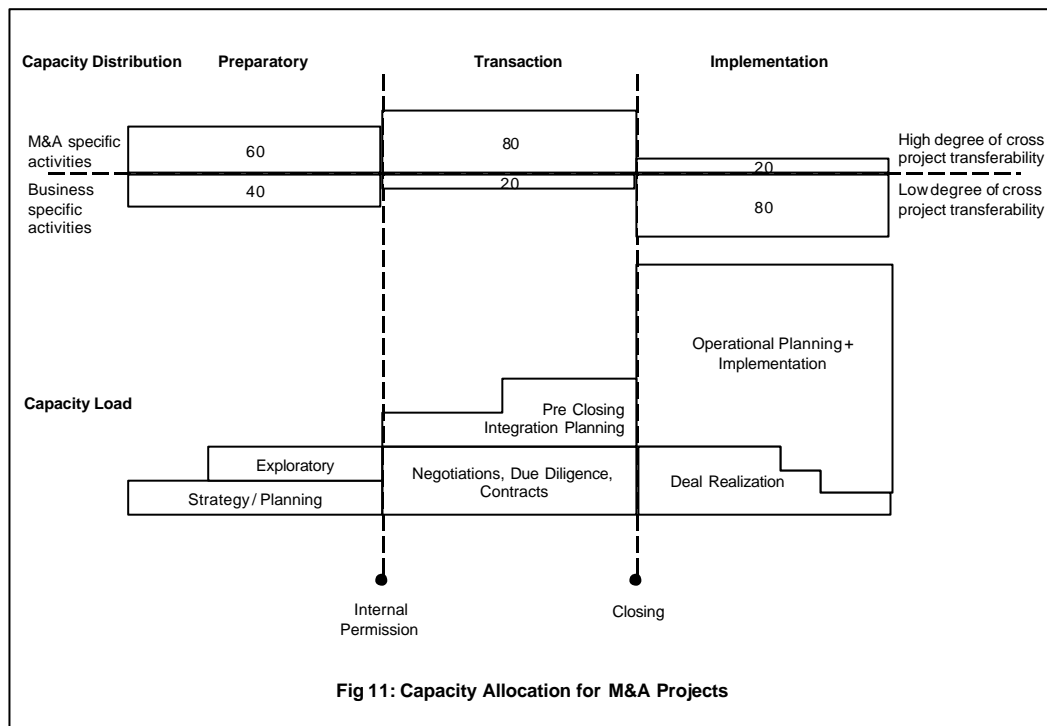 Capacity Distribution Preparatory Transaction Implementation
M&A specific
activities
60
80
20
High degree of cross
project transferability
Business
specific
activities
40
20
80
Low degree of cross
project transferability
Operational Planning +
Implementation
Capacity Load
Pre Closing
Integration Planning
Exploratory
Strategy / Planning
Negotiations, Due Diligence,
Contracts
Deal Realization
Internal
Permission
Closing
Fig 11: Capacity Allocation for M&A Projects